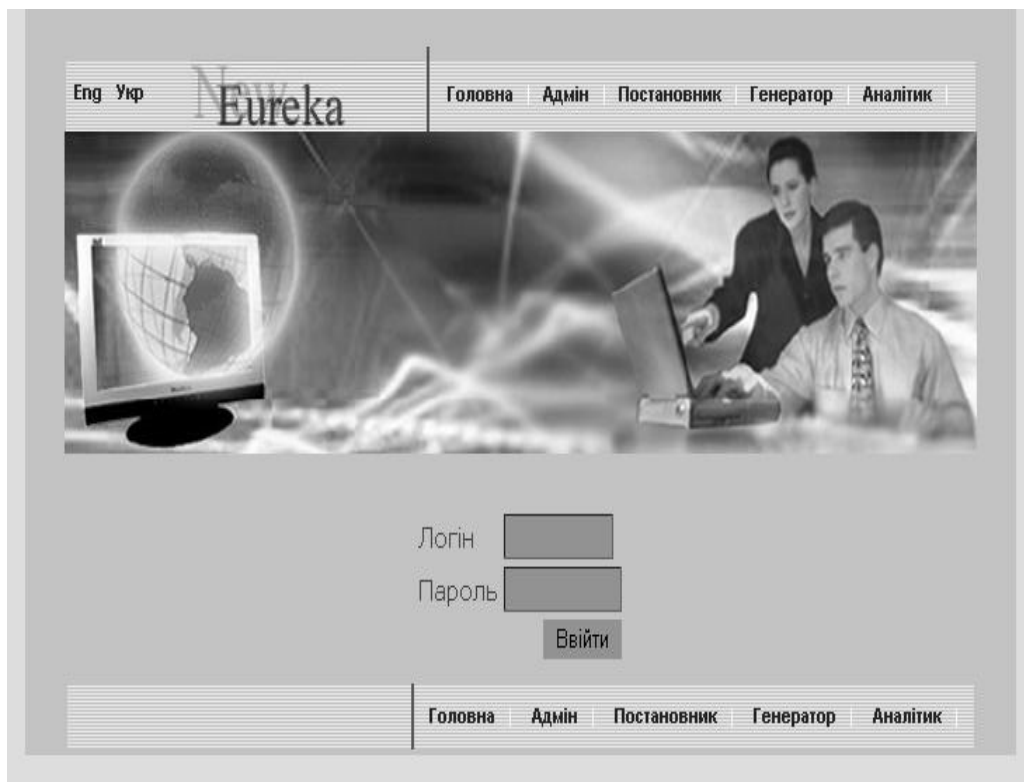 Eng Укр New Eureka Головна Адмін Постановник Генератор Аналітик
Логін
Пароль
Ввійти
Головна Адмін Постановник Генератор Аналітик